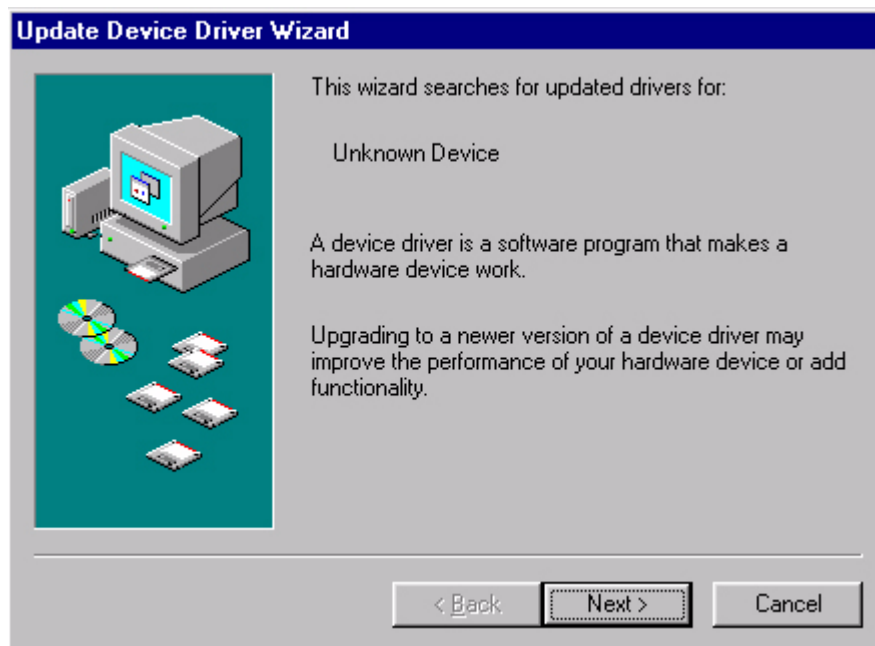 Update Device Driver Wizard
This wizard searches for updated drivers for:
Unknown Device
A device driver is a software program that makes a
hardware device work.
Upgrading to a newer version of a device driver may
improve the performance of your hardware device or add
functionality.
< Back
Next >
Cancel